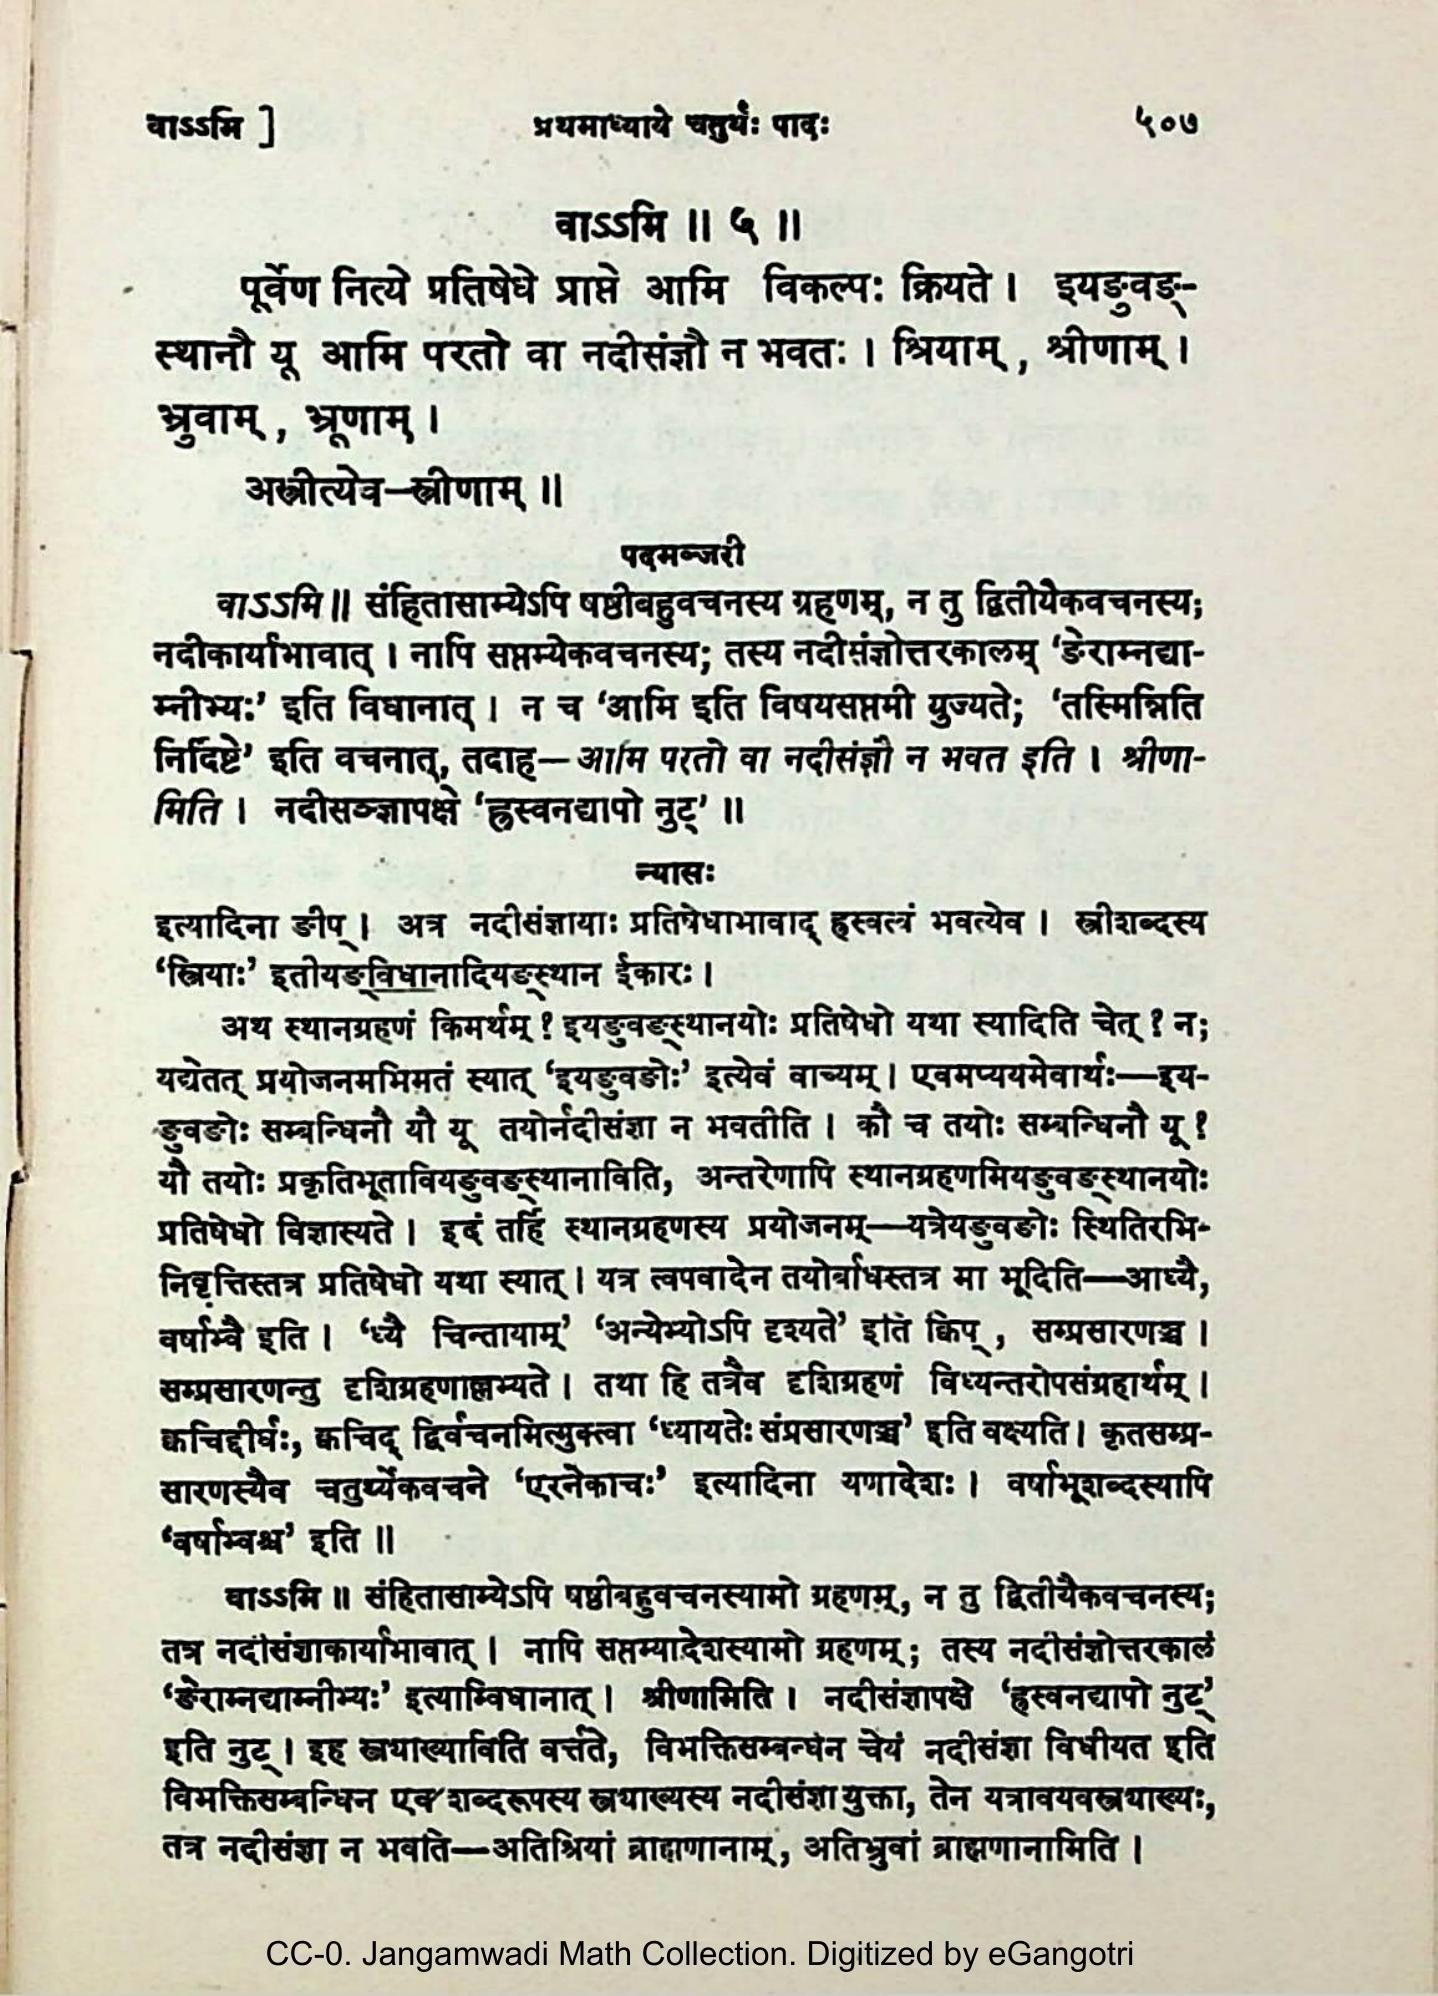 वाऽऽमि ] प्रथमाध्याये चतुर्थः पादः ५०७
वाऽऽमि ॥ ५ ॥
पूर्वेण नित्ये प्रतिषेधे प्राप्ते आमि विकल्पः क्रियते । इयङुवङ्-
स्थानौ यू आमि परतो वा नदीसंज्ञौ न भवतः । श्रियाम् , श्रीणाम् ।
भ्रुवाम् , भ्रूणाम् ।
अस्त्रीत्येव—स्त्रीणाम् ॥
पदमञ्जरी
वाऽऽमि ॥ संहितासाम्येऽपि षष्ठीबहुवचनस्य ग्रहणम्, न तु द्वितीयैकवचनस्य;
नदीकार्याभावात् । नापि सप्तम्येकवचनस्य; तस्य नदीसंज्ञोत्तरकालम् ‘ङेराम्नद्या-
म्नीभ्यः’ इति विधानात् । न च ‘आमि इति विषयसप्तमी युज्यते; ‘तस्मिन्निति
निर्दिष्टे’ इति वचनात्, तदाह—आमि परतो वा नदीसंज्ञौ न भवत इति । श्रीणा-
मिति । नदीसञ्ज्ञापक्षे ‘ह्रस्वनद्यापो नुट्’ ॥
न्यासः
इत्यादिना ङीप् । अत्र नदीसंज्ञायाः प्रतिषेधाभावाद् ह्रस्वत्वं भवत्येव । स्त्रीशब्दस्य
‘स्त्रियाः’ इतीयङ्विधानादियङ्स्थान ईकारः ।
अथ स्थानग्रहणं किमर्थम् ? इयङुवङ्स्थानयोः प्रतिषेधो यथा स्यादिति चेत् ? न;
यद्येतत् प्रयोजनमभिमतं स्यात् ‘इयङुवङोः’ इत्येवं वाच्यम् । एवमप्ययमेवार्थः—इय-
ङुवङोः सम्बन्धिनौ यौ यू तयोर्नदीसंज्ञा न भवतीति । कौ च तयोः सम्बन्धिनौ यू ?
यौ तयोः प्रकृतिभूतावियङुवङ्स्थानाविति, अन्तरेणापि स्थानग्रहणमियङुवङ्स्थानयोः
प्रतिषेधो विज्ञास्यते । इदं तर्हि स्थानग्रहणस्य प्रयोजनम्—यत्रेयङुवङोः स्थितिरभि-
निवृत्तिस्तत्र प्रतिषेधो यथा स्यात् । यत्र त्वपवादेन तयोर्बाधस्तत्र मा भूदिति—आध्यै,
वर्षाभ्वै इति । ‘ध्यै चिन्तायाम्’ ‘अन्येभ्योऽपि दृश्यते’ इति क्विप् , सम्प्रसारणञ्च ।
सम्प्रसारणन्तु दृशिग्रहणाल्लभ्यते । तथा हि तत्रैव दृशिग्रहणं विध्यन्तरोपसंग्रहार्थम् ।
क्वचिद्दीर्घः, क्वचिद् द्विर्वचनमित्युक्त्वा ‘ध्यायतेः संप्रसारणञ्च’ इति वक्ष्यति । कृतसम्प्र-
सारणस्यैव चतुर्थ्येकवचने ‘एरनेकाचः’ इत्यादिना यणादेशः । वर्षाभूशब्दस्यापि
‘वर्षाभ्वश्च’ इति ॥
वाऽऽमि ॥ संहितासाम्येऽपि षष्ठीबहुवचनस्यामो ग्रहणम्, न तु द्वितीयैकवचनस्य;
तत्र नदीसंज्ञाकार्याभावात् । नापि सप्तम्यादेशस्यामो ग्रहणम् ; तस्य नदीसंज्ञोत्तरकालं
‘ङेराम्नद्याम्नीभ्यः’ इत्याम्विधानात् । श्रीणामिति । नदीसंज्ञापक्षे ‘ह्रस्वनद्यापो नुट्’
इति नुट् । इह स्त्र्याख्याविति वर्त्तते, विभक्तिसम्बन्धेन चेयं नदीसंज्ञा विधीयत इति
विभक्तिसम्बन्धिन एव शब्दरूपस्य स्त्र्याख्यस्य नदीसंज्ञा युक्ता, तेन यत्रावयवस्त्र्याख्यः,
तत्र नदीसंज्ञा न भवति—अतिश्रियां ब्राह्मणानाम्, अतिभ्रुवां ब्राह्मणानामिति ।
CC-0. Jangamwadi Math Collection. Digitized by eGangotri